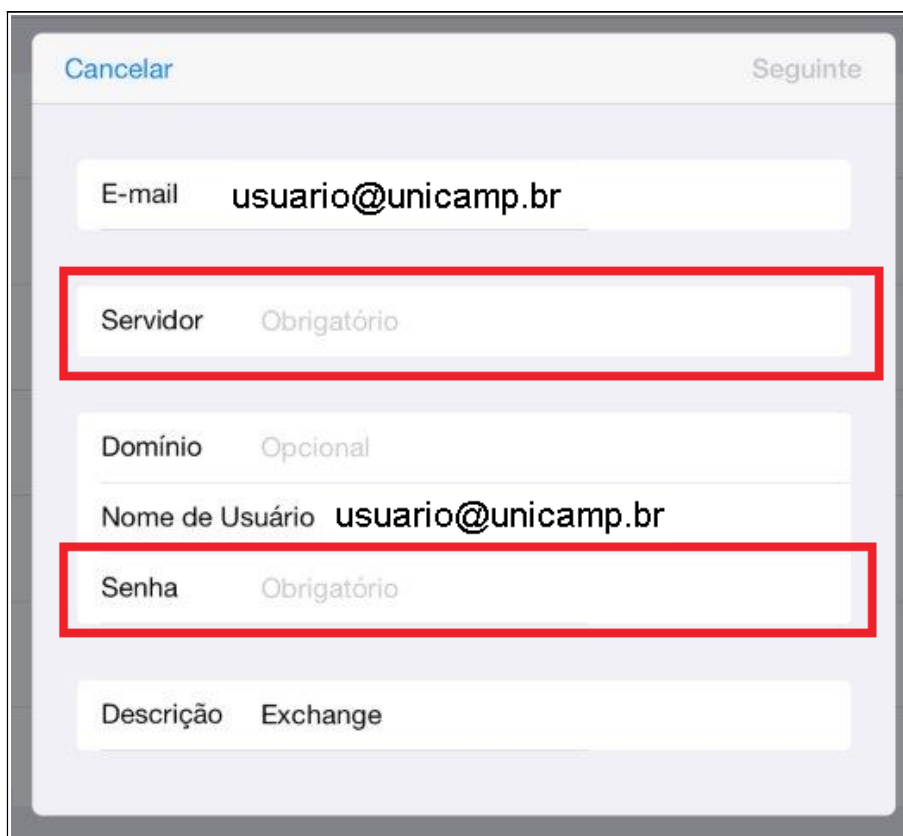 Cancelar Seguinte
E-mail usuario@unicamp.br
Servidor Obrigatório
Domínio Opcional
Nome de Usuário usuario@unicamp.br
Senha Obrigatório
Descrição Exchange